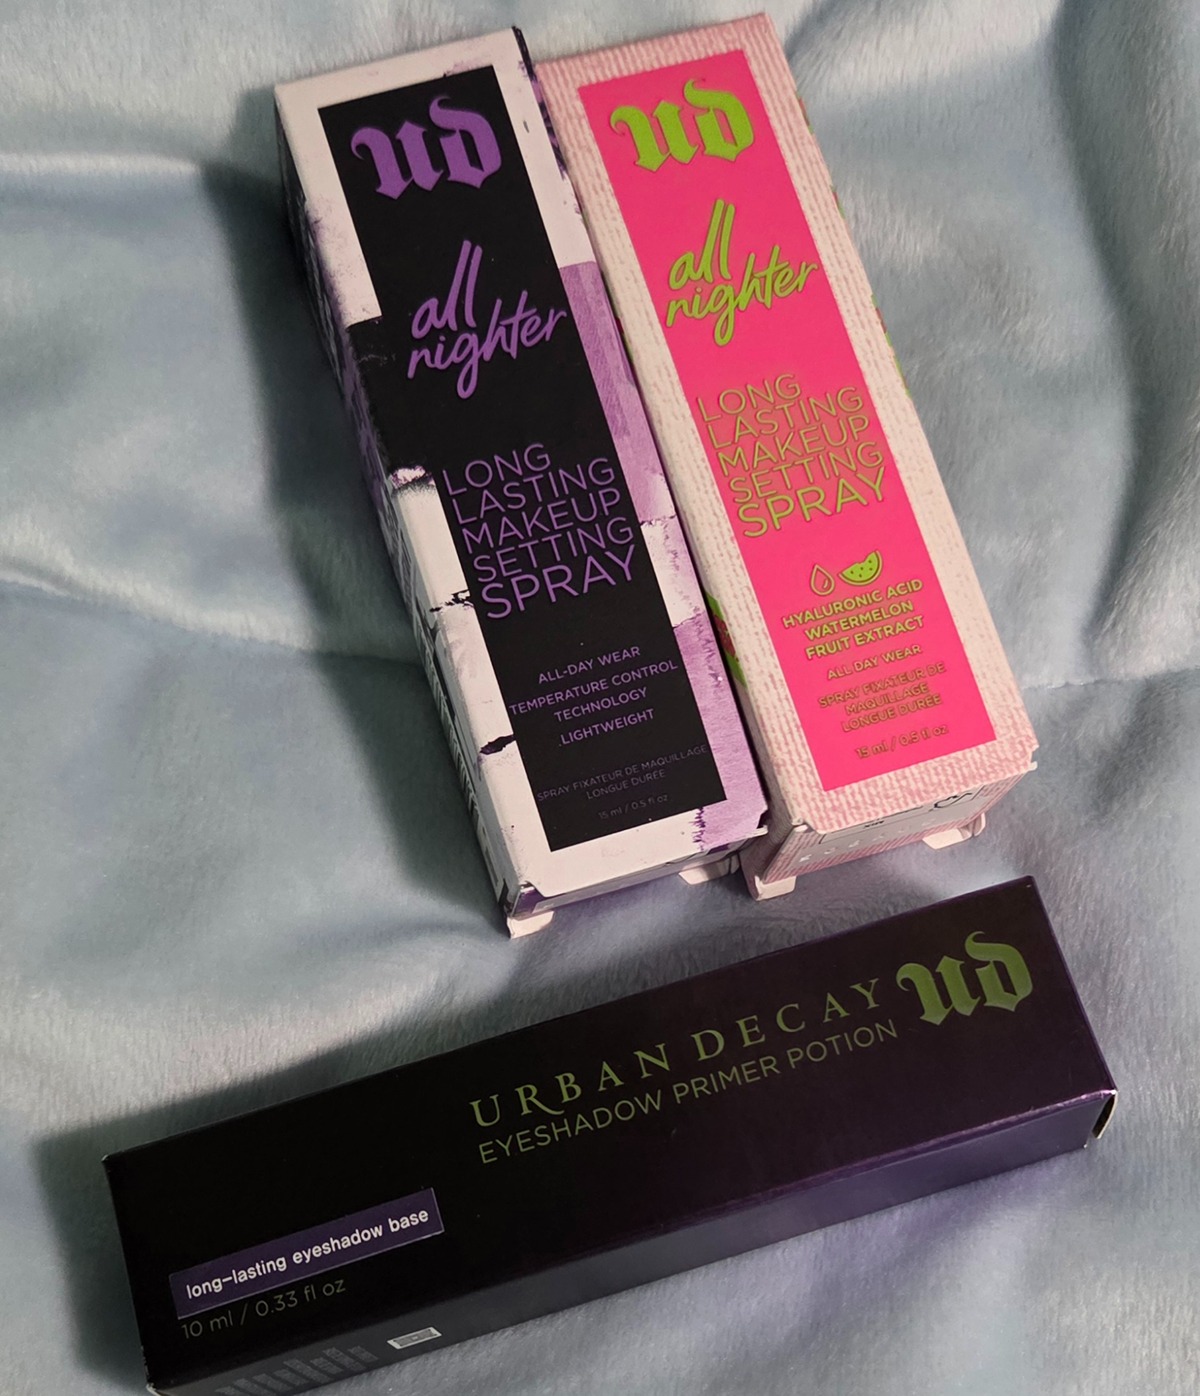 ud
all
nighter
LONG
LASTING
MAKEUP
SETTING
SPRAY
ALL-DAY WEAR
TEMPERATURE CONTROL
TECHNOLOGY
LIGHTWEIGHT
SPRAY FIXATEUR DE MAQUILLAGE
LONGUE DURÉE
15 ml / 0.5 fl oz
ud
all
nighter
LONG
LASTING
MAKEUP
SETTING
SPRAY
HYALURONIC ACID
WATERMELON
FRUIT EXTRACT
ALL DAY WEAR
SPRAY FIXATEUR DE
MAQUILLAGE
LONGUE DURÉE
15 ml / 0.5 fl oz
URBAN DECAY ud
EYESHADOW PRIMER POTION
long-lasting eyeshadow base
10 ml / 0.33 fl oz